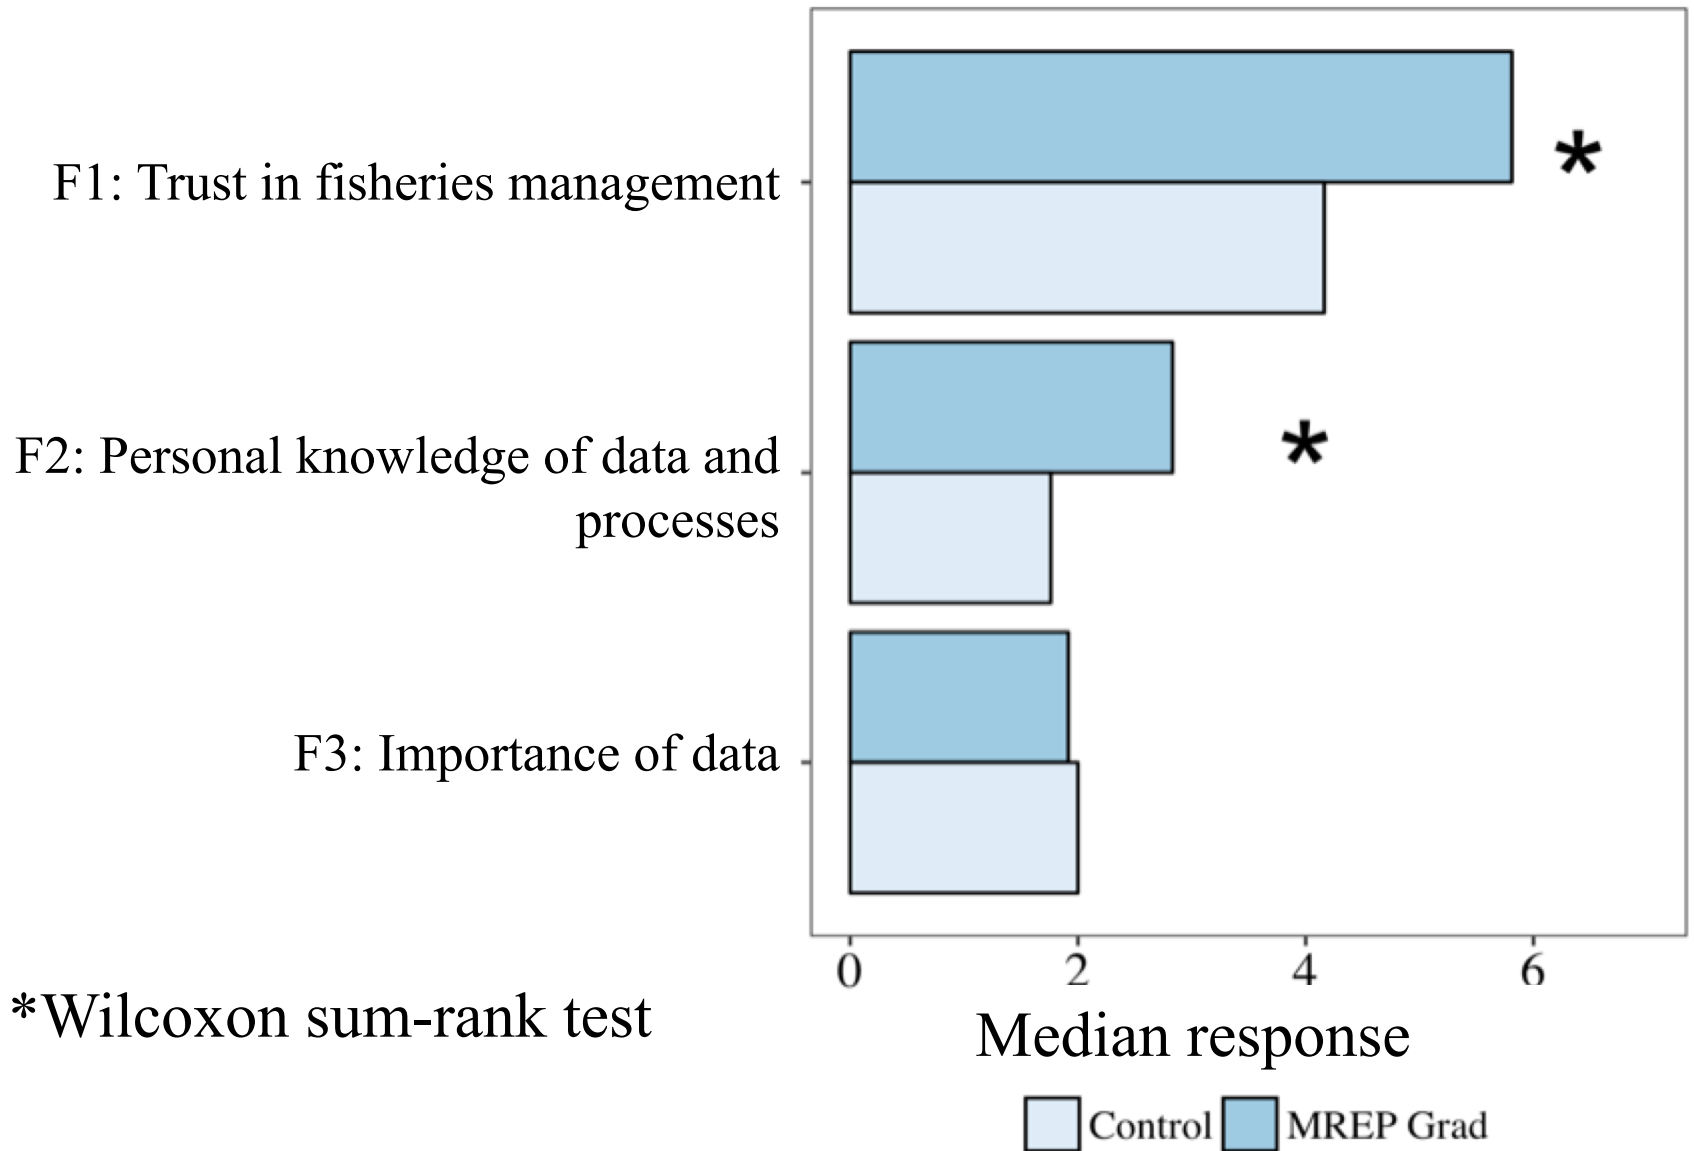 F1: Trust in fisheries management
*
F2: Personal knowledge of data and
processes
*
F3: Importance of data
0 2 4 6
*Wilcoxon sum-rank test
Median response
Control MREP Grad